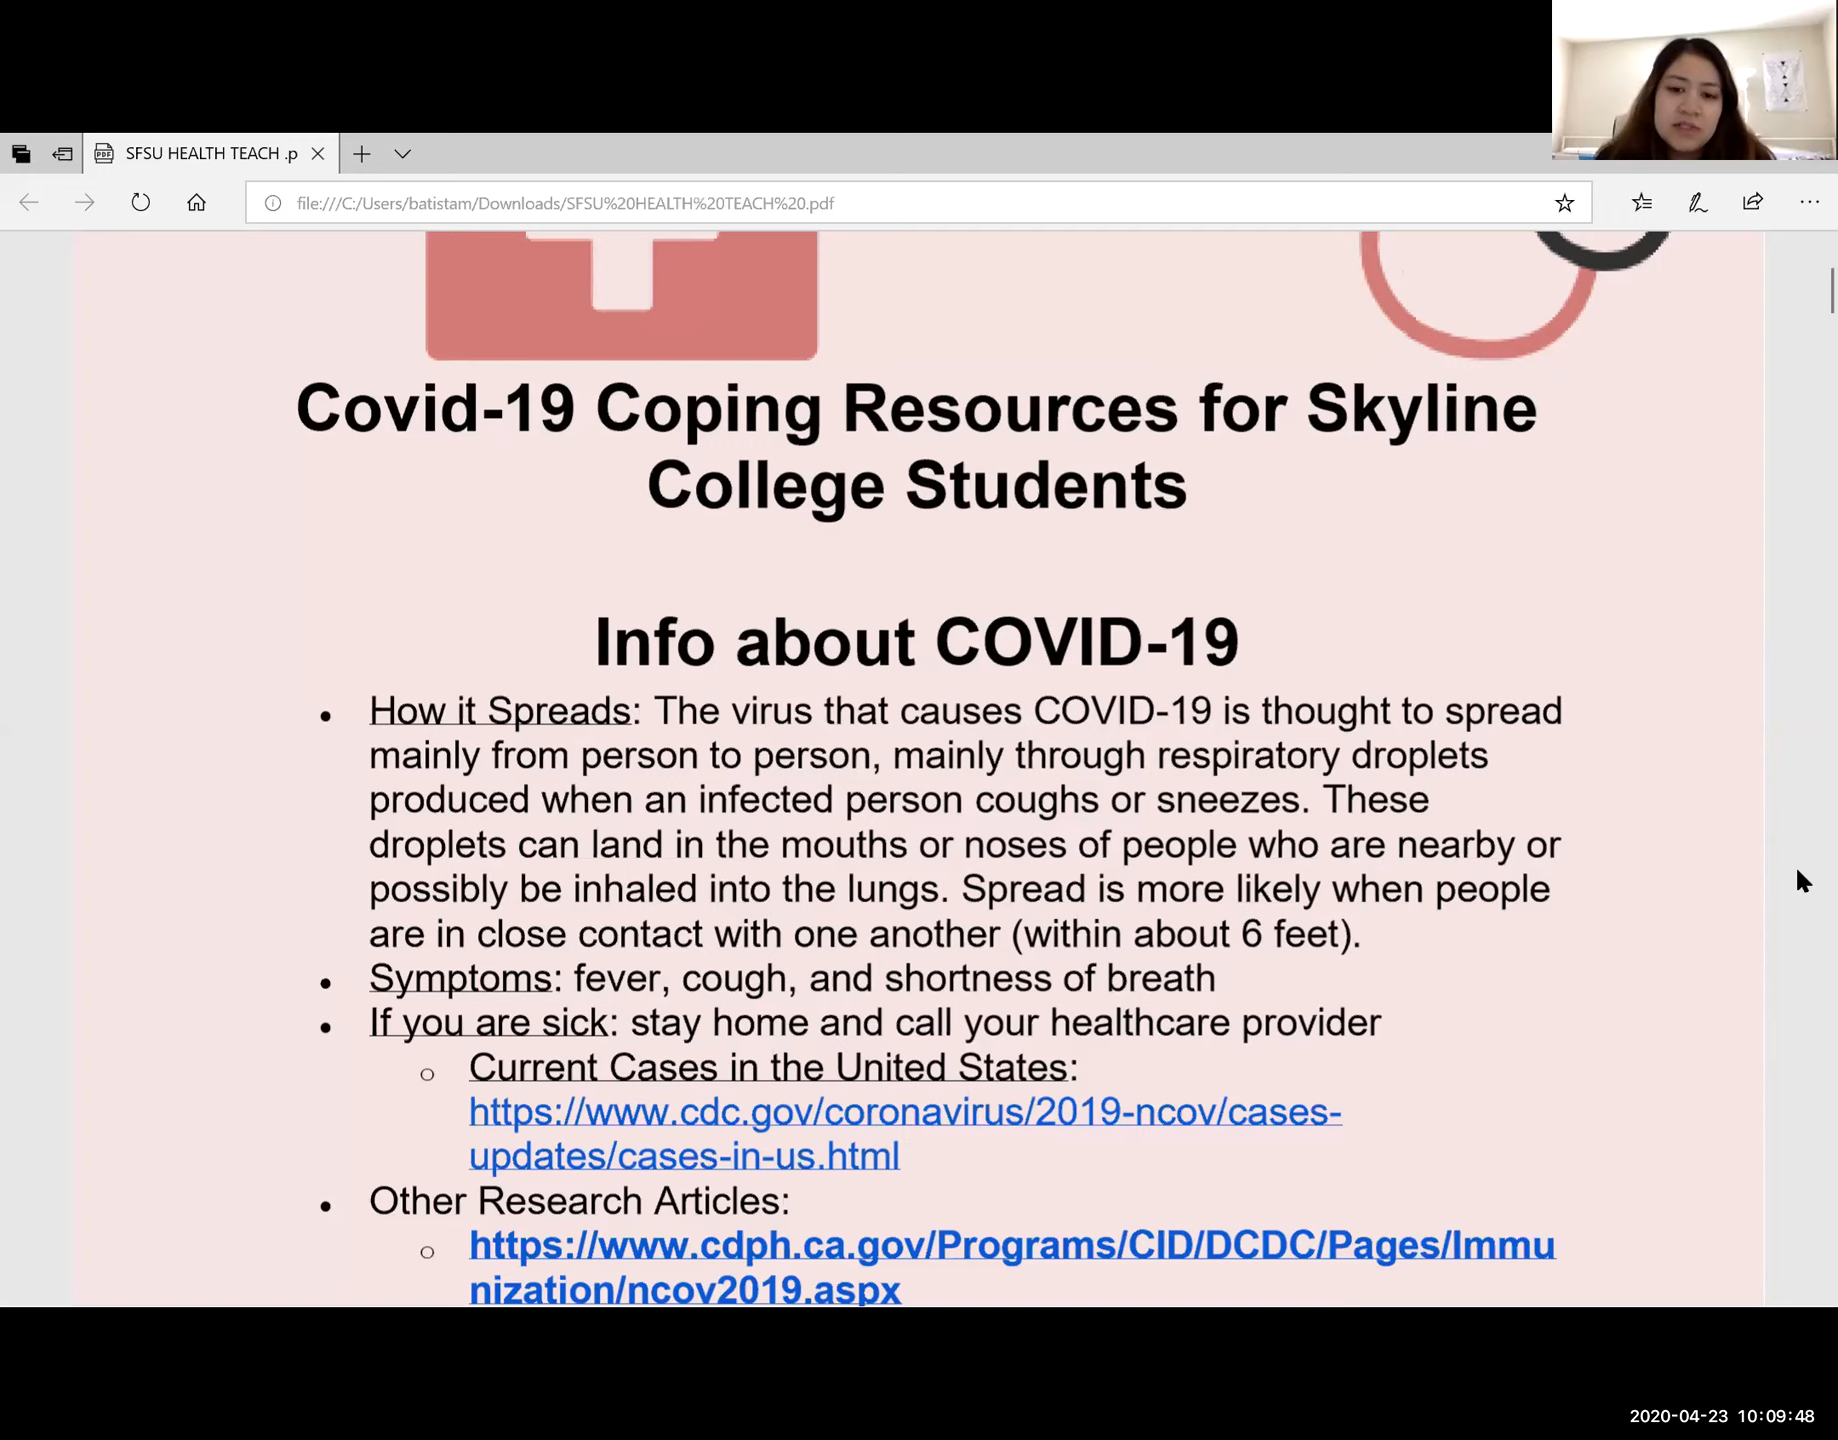 SFSU HEALTH TEACH .p
file:///C:/Users/batistam/Downloads/SFSU%20HEALTH%20TEACH%20.pdf
Covid-19 Coping Resources for Skyline
College Students
Info about COVID-19
• How it Spreads: The virus that causes COVID-19 is thought to spread
mainly from person to person, mainly through respiratory droplets
produced when an infected person coughs or sneezes. These
droplets can land in the mouths or noses of people who are nearby or
possibly be inhaled into the lungs. Spread is more likely when people
are in close contact with one another (within about 6 feet).
• Symptoms: fever, cough, and shortness of breath
• If you are sick: stay home and call your healthcare provider
o Current Cases in the United States:
https://www.cdc.gov/coronavirus/2019-ncov/cases-
updates/cases-in-us.html
• Other Research Articles:
o https://www.cdph.ca.gov/Programs/CID/DCDC/Pages/Immu
nization/ncov2019.aspx
2020-04-23 10:09:48